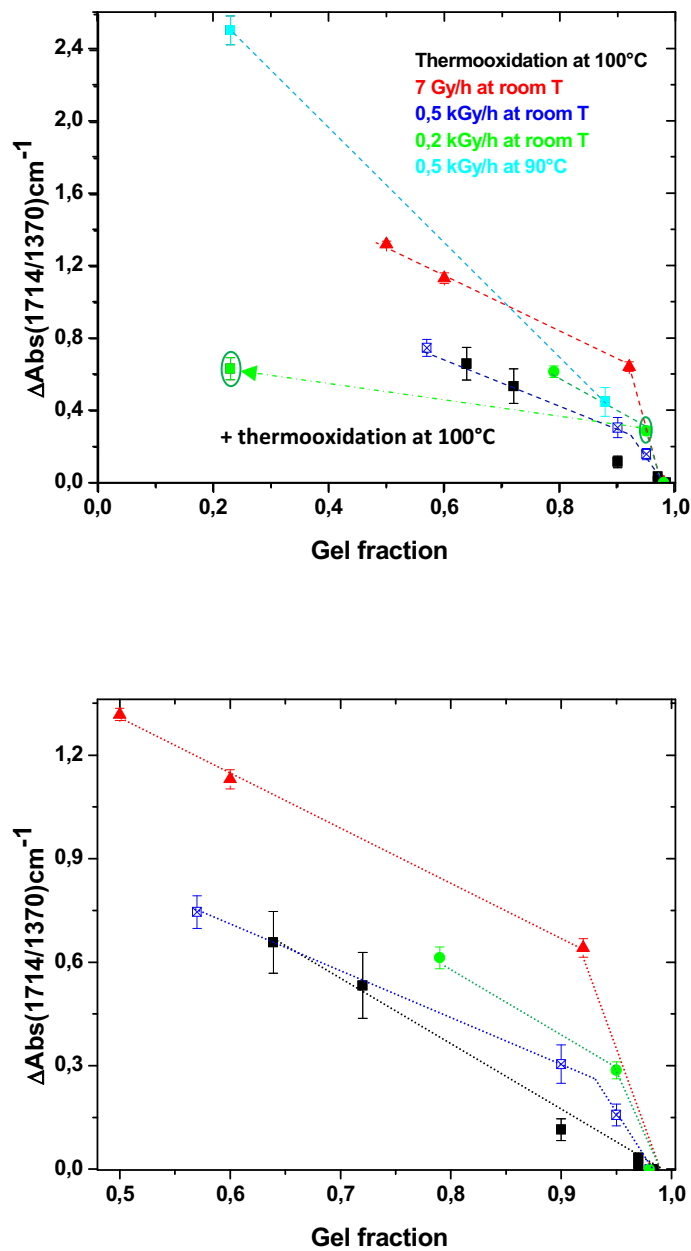 2,4
2,0
1,6
1,2
0,8
0,4
0,0
ΔAbs(1714/1370)cm⁻¹
Thermooxidation at 100°C
7 Gy/h at room T
0,5 kGy/h at room T
0,2 kGy/h at room T
0,5 kGy/h at 90°C
+ thermooxidation at 100°C
0,0 0,2 0,4 0,6 0,8 1,0
Gel fraction
1,2
0,9
0,6
0,3
0,0
ΔAbs(1714/1370)cm⁻¹
0,5 0,6 0,7 0,8 0,9 1,0
Gel fraction